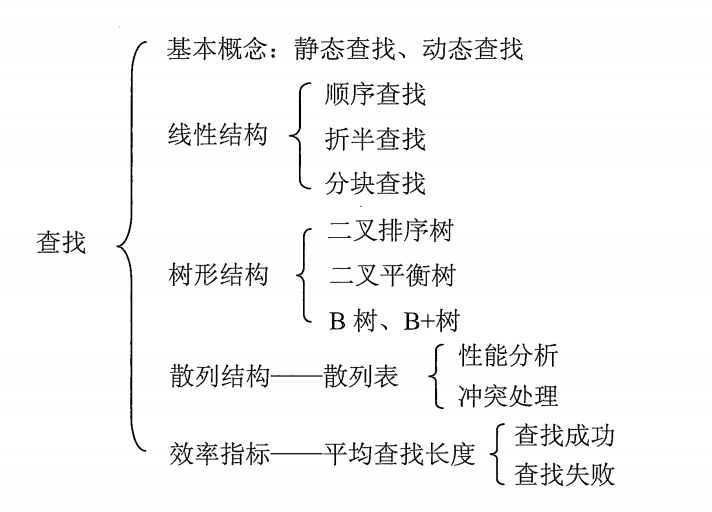 基本概念：静态查找、动态查找
顺序查找
线性结构
折半查找
分块查找
查找
二叉排序树
树形结构
二叉平衡树
B 树、B+树
散列结构——散列表
性能分析
冲突处理
效率指标——平均查找长度
查找成功
查找失败